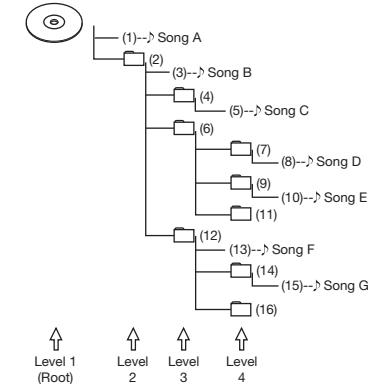 (1)--♪ Song A
(2)
(3)--♪ Song B
(4)
(5)--♪ Song C
(6)
(7)
(8)--♪ Song D
(9)
(10)--♪ Song E
(11)
(12)
(13)--♪ Song F
(14)
(15)--♪ Song G
(16)
Level 1
(Root)
Level
2
Level
3
Level
4